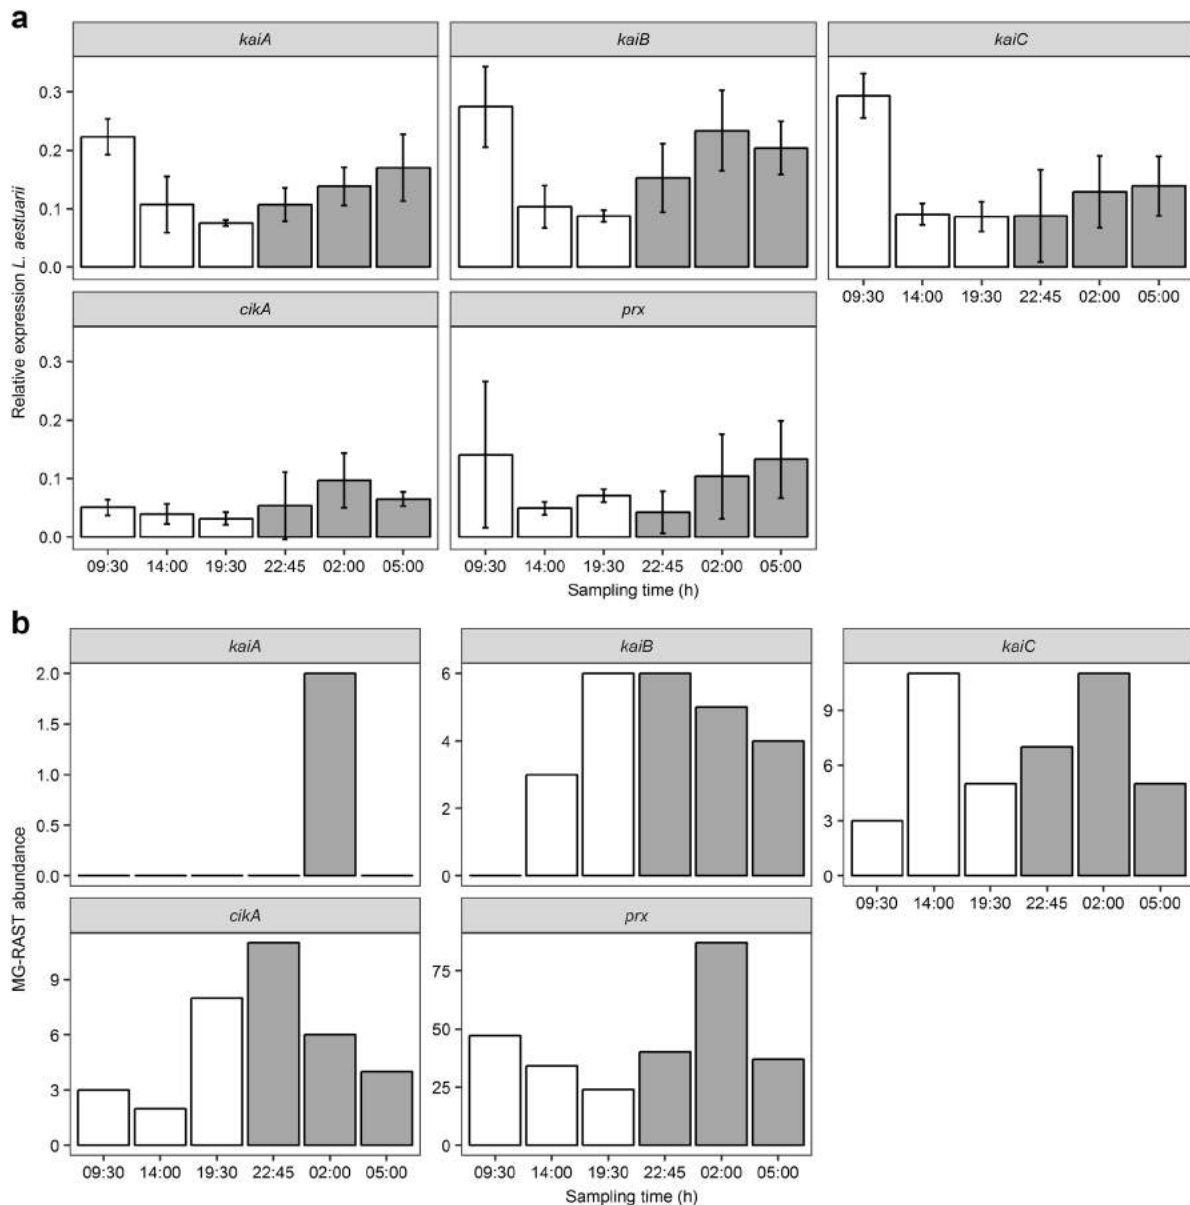 a
kaiA kaiB kaiC
0.3
0.2
0.1
0.0
09:30 14:00 19:30 22:45 02:00 05:00
Relative expression L. aestuarii
cikA prx
0.3
0.2
0.1
0.0
09:30 14:00 19:30 22:45 02:00 05:00 09:30 14:00 19:30 22:45 02:00 05:00
Sampling time (h)
b
kaiA kaiB kaiC
2.0
1.5
1.0
0.5
0.0
6
4
2
0
9
6
3
0
09:30 14:00 19:30 22:45 02:00 05:00
MG-RAST abundance
cikA prx
9
6
3
0
75
50
25
0
09:30 14:00 19:30 22:45 02:00 05:00 09:30 14:00 19:30 22:45 02:00 05:00
Sampling time (h)